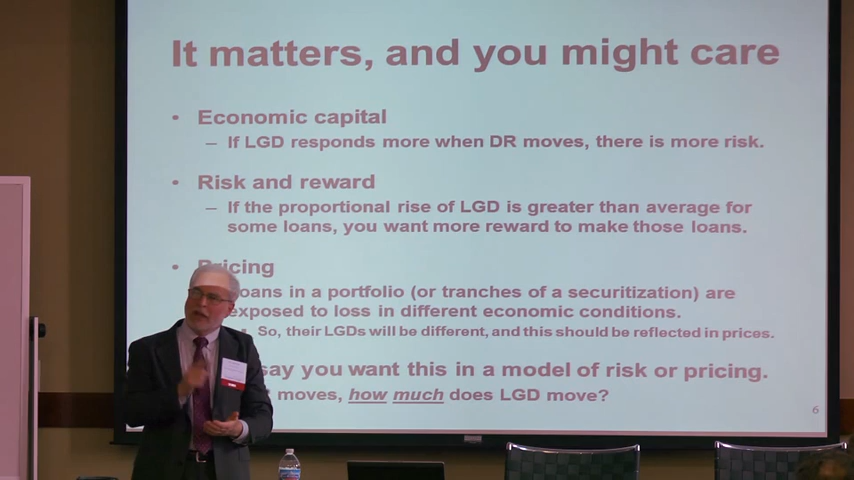 It matters, and you might care
• Economic capital
– If LGD responds more when DR moves, there is more risk.
• Risk and reward
– If the proportional rise of LGD is greater than average for
some loans, you want more reward to make those loans.
• Pricing
oans in a portfolio (or tranches of a securitization) are
exposed to loss in different economic conditions.
• So, their LGDs will be different, and this should be reflected in prices.
say you want this in a model of risk or pricing.
moves, how much does LGD move?
6